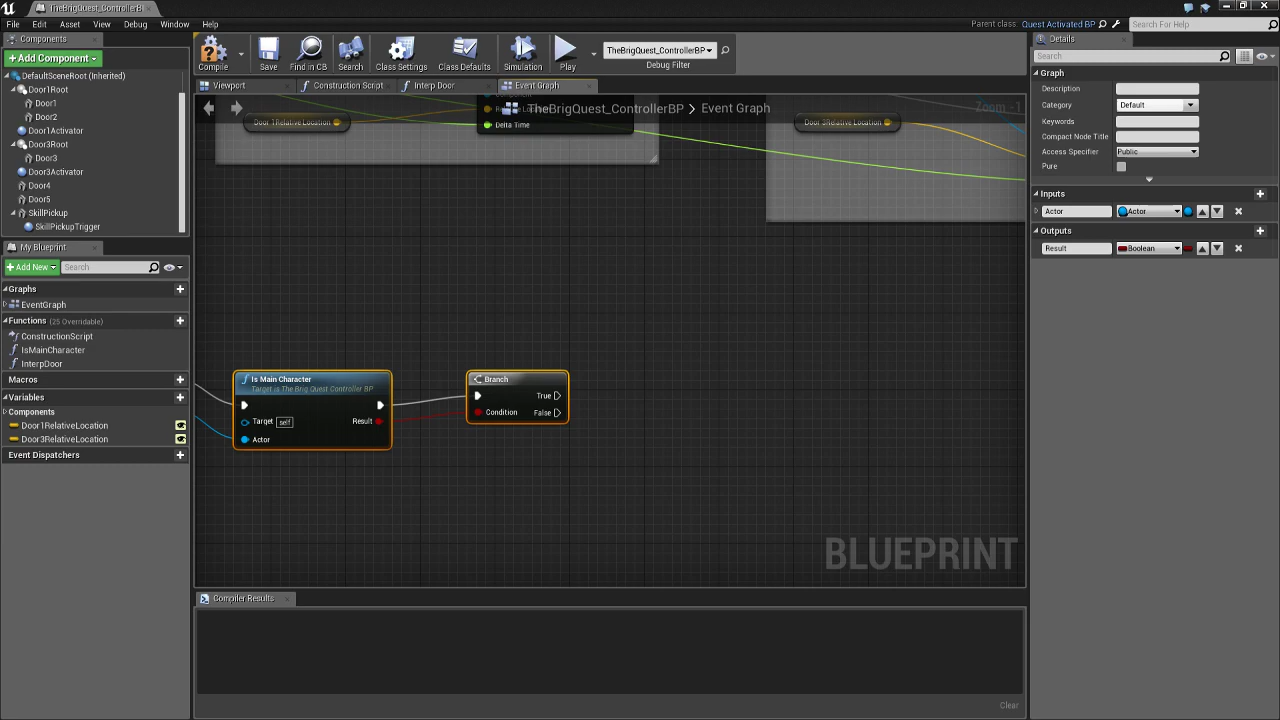 TheBrigQuest_ControllerBP
File Edit Asset View Debug Window Help
Parent class: Quest Activated BP
Search For Help
Components
+Add Component
DefaultSceneRoot (Inherited)
Door1Root
Door1
Door2
Door1Activator
Door3Root
Door3
Door3Activator
Door4
Door5
SkillPickup
SkillPickupTrigger
My Blueprint
+Add New
Search
Graphs
EventGraph
Functions (25 Overridable)
ConstructionScript
IsMainCharacter
InterpDoor
Macros
Variables
Components
Door1RelativeLocation
Door3RelativeLocation
Event Dispatchers
Compile
Save
Find in CB
Search
Class Settings
Class Defaults
Simulation
Play
TheBrigQuest_ControllerBP
Debug Filter
Viewport
Construction Script
Interp Door
Event Graph
TheBrigQuest_ControllerBP > Event Graph
Zoom -1
Door 1Relative Location
Delta Time
Door 3Relative Location
Is Main Character
Target is The Brig Quest Controller BP
Target self
Result
Actor
Branch
True
Condition
False
BLUEPRINT
Compiler Results
Clear
Details
Search
Graph
Description
Category Default
Keywords
Compact Node Title
Access Specifier Public
Pure
Inputs
Actor Actor
Outputs
Result Boolean